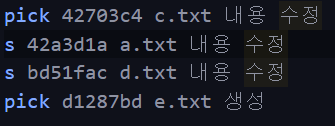 pick 42703c4 c.txt 내용 수정
s 42a3d1a a.txt 내용 수정
s bd51fac d.txt 내용 수정
pick d1287bd e.txt 생성